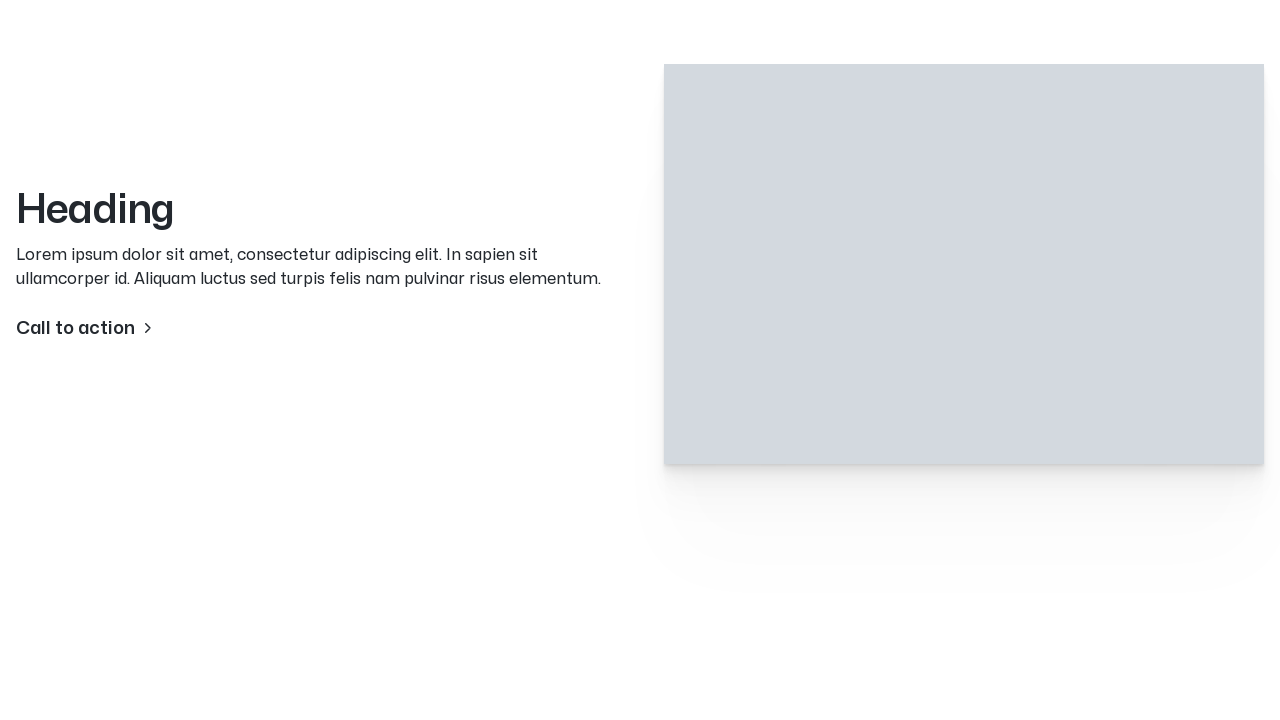 Heading
Lorem ipsum dolor sit amet, consectetur adipiscing elit. In sapien sit
ullamcorper id. Aliquam luctus sed turpis felis nam pulvinar risus elementum.
Call to action